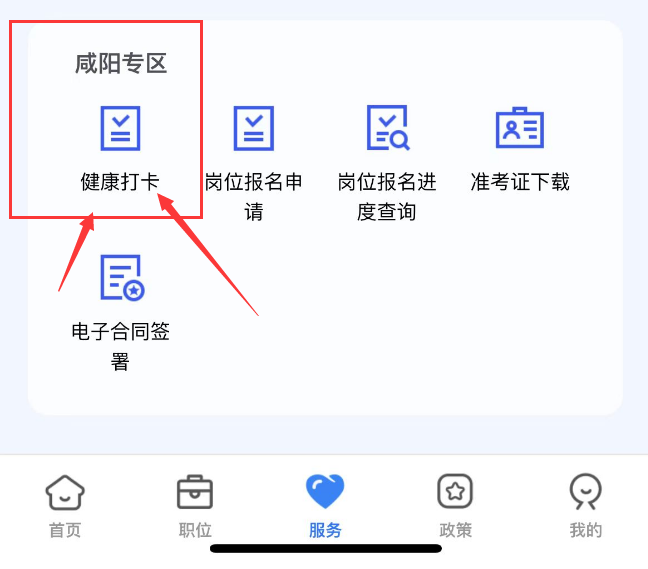 咸阳专区
健康打卡
岗位报名申
请
岗位报名进
度查询
准考证下载
电子合同签
署
首页
职位
服务
政策
我的